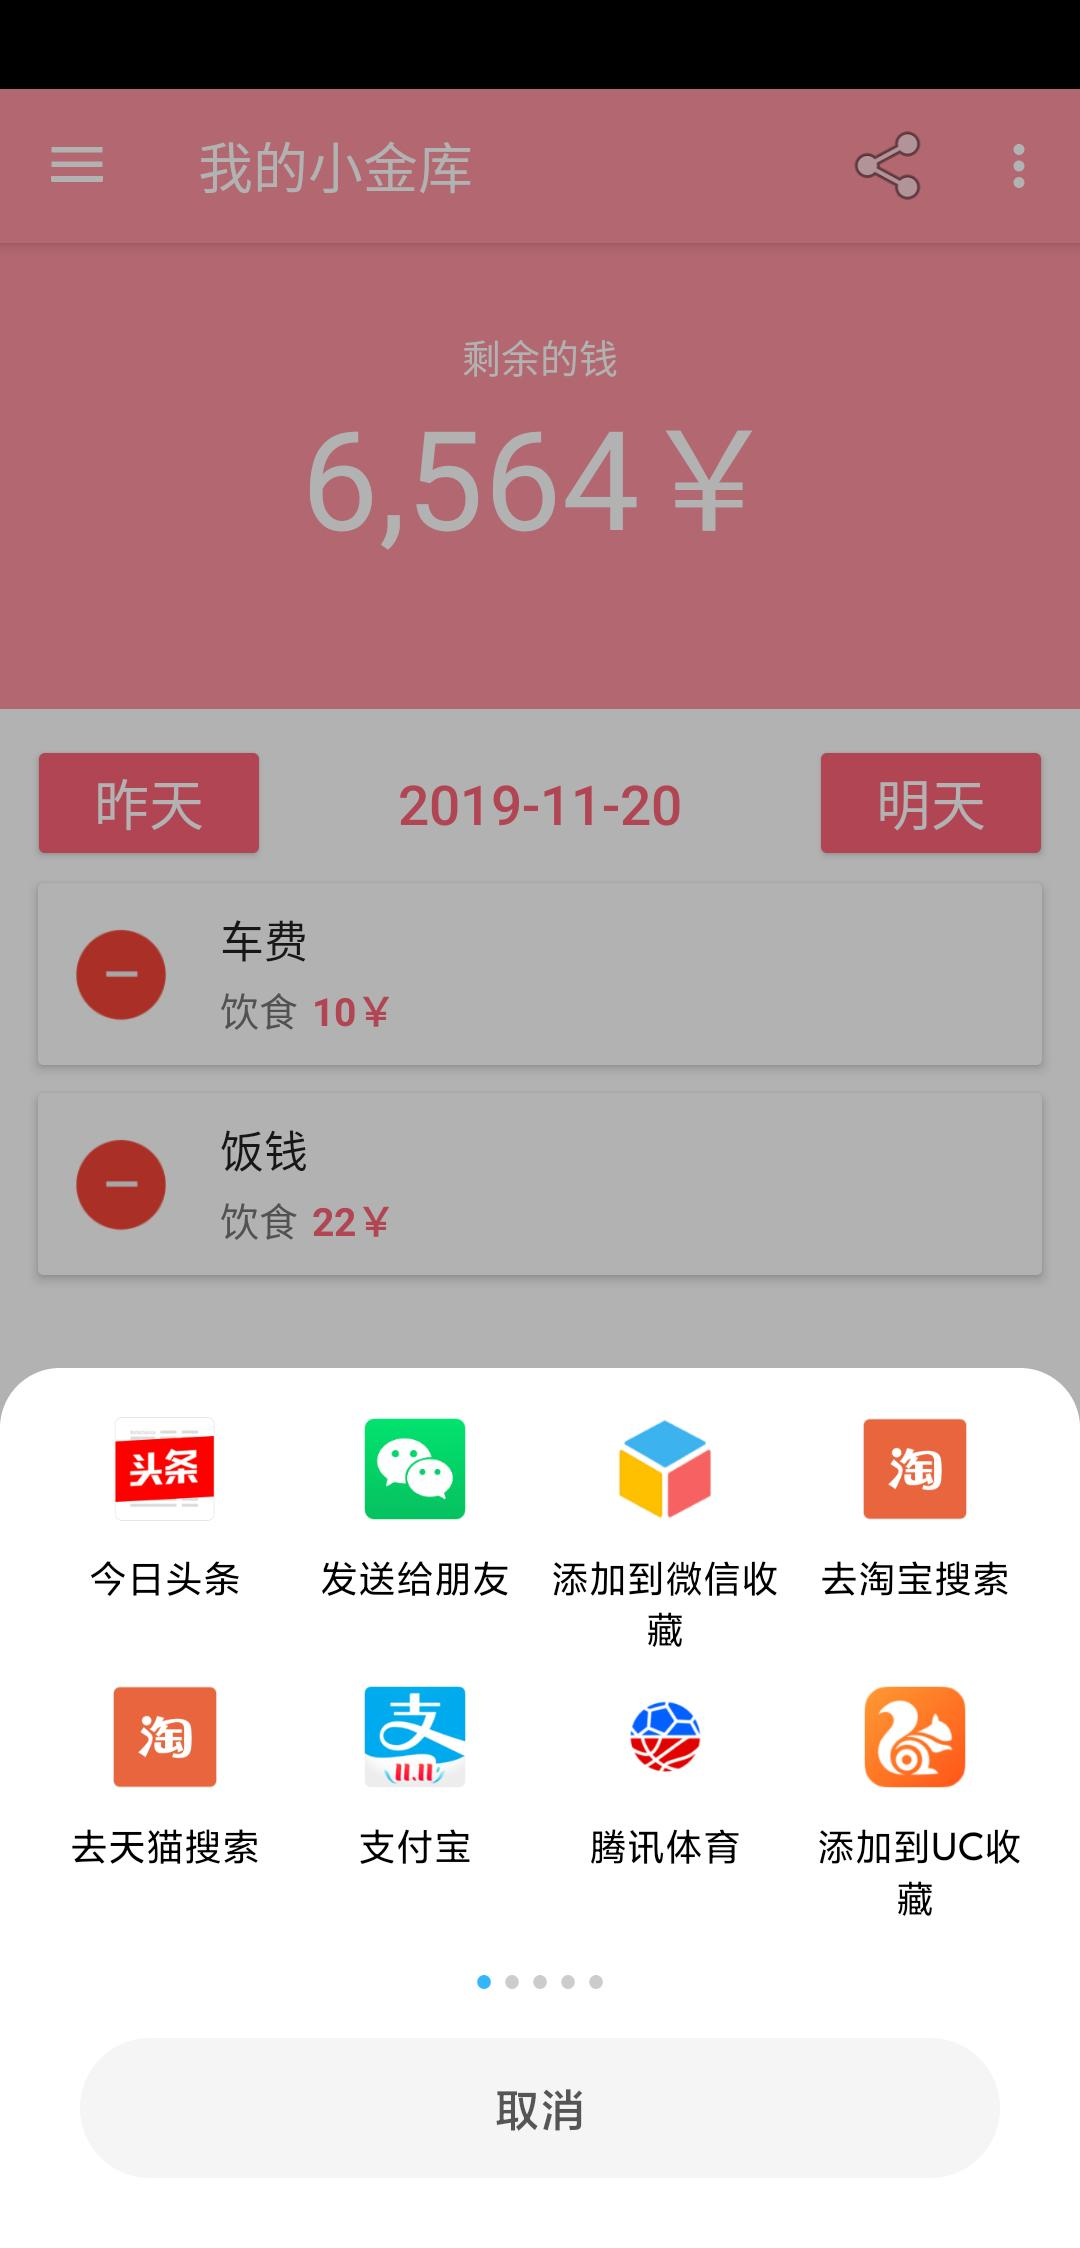 我的小金库
剩余的钱
6,564￥
昨天
2019-11-20
明天
车费
饮食 10￥
饭钱
饮食 22￥
头条
淘
今日头条
发送给朋友
添加到微信收
藏
去淘宝搜索
淘
支
11.11
去天猫搜索
支付宝
腾讯体育
添加到UC收
藏
取消